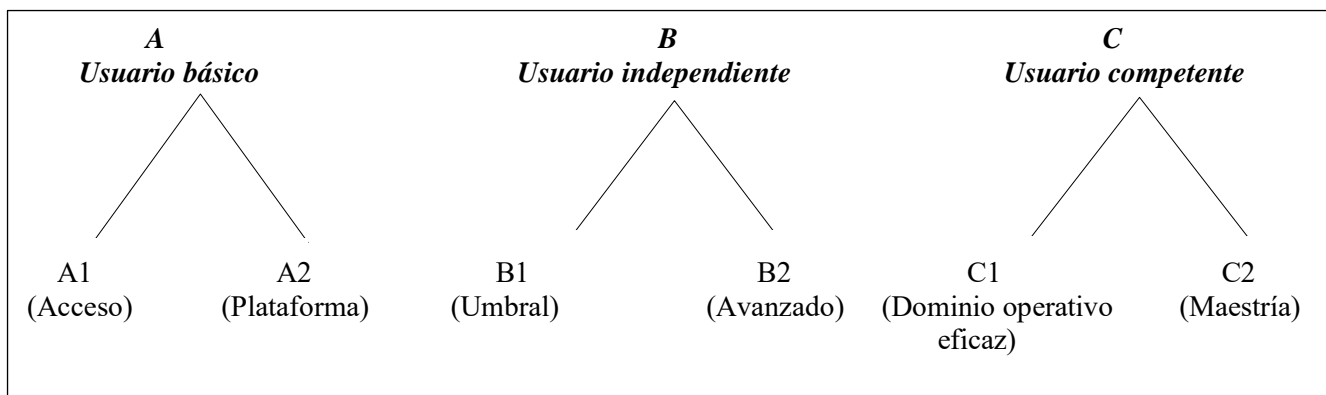 A
Usuario básico
B
Usuario independiente
C
Usuario competente
A1
(Acceso)
A2
(Plataforma)
B1
(Umbral)
B2
(Avanzado)
C1
(Dominio operativo
eficaz)
C2
(Maestría)